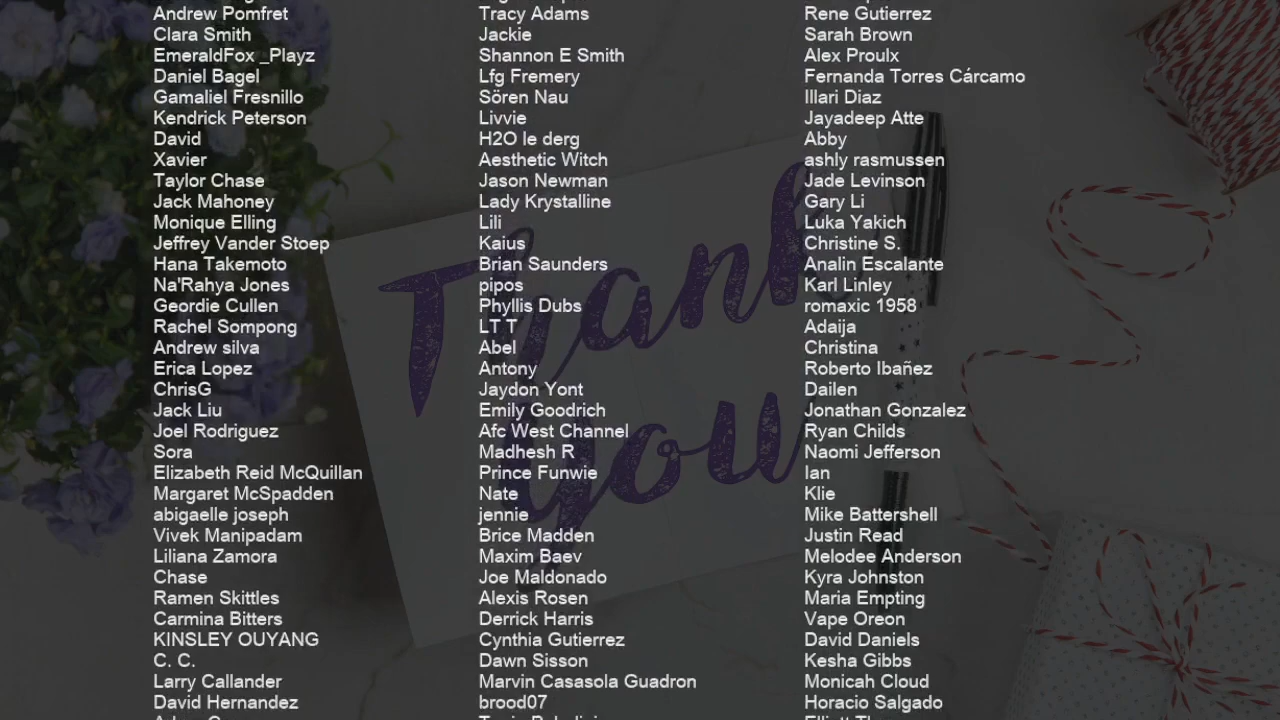 Andrew Pomfret
Clara Smith
EmeraldFox _Playz
Daniel Bagel
Gamaliel Fresnillo
Kendrick Peterson
David
Xavier
Taylor Chase
Jack Mahoney
Monique Elling
Jeffrey Vander Stoep
Hana Takemoto
Na'Rahya Jones
Geordie Cullen
Rachel Sompong
Andrew silva
Erica Lopez
ChrisG
Jack Liu
Joel Rodriguez
Sora
Elizabeth Reid McQuillan
Margaret McSpadden
abigaelle joseph
Vivek Manipadam
Liliana Zamora
Chase
Ramen Skittles
Carmina Bitters
KINSLEY OUYANG
C. C.
Larry Callander
David Hernandez
Tracy Adams
Jackie
Shannon E Smith
Lfg Fremery
Sören Nau
Livvie
H2O le derg
Aesthetic Witch
Jason Newman
Lady Krystalline
Lili
Kaius
Brian Saunders
pipos
Phyllis Dubs
LT T
Abel
Antony
Jaydon Yont
Emily Goodrich
Afc West Channel
Madhesh R
Prince Funwie
Nate
jennie
Brice Madden
Maxim Baev
Joe Maldonado
Alexis Rosen
Derrick Harris
Cynthia Gutierrez
Dawn Sisson
Marvin Casasola Guadron
brood07
Rene Gutierrez
Sarah Brown
Alex Proulx
Fernanda Torres Cárcamo
Illari Diaz
Jayadeep Atte
Abby
ashly rasmussen
Jade Levinson
Gary Li
Luka Yakich
Christine S.
Analin Escalante
Karl Linley
romaxic 1958
Adaija
Christina
Roberto Ibañez
Dailen
Jonathan Gonzalez
Ryan Childs
Naomi Jefferson
Ian
Klie
Mike Battershell
Justin Read
Melodee Anderson
Kyra Johnston
Maria Empting
Vape Oreon
David Daniels
Kesha Gibbs
Monicah Cloud
Horacio Salgado
Thank
you